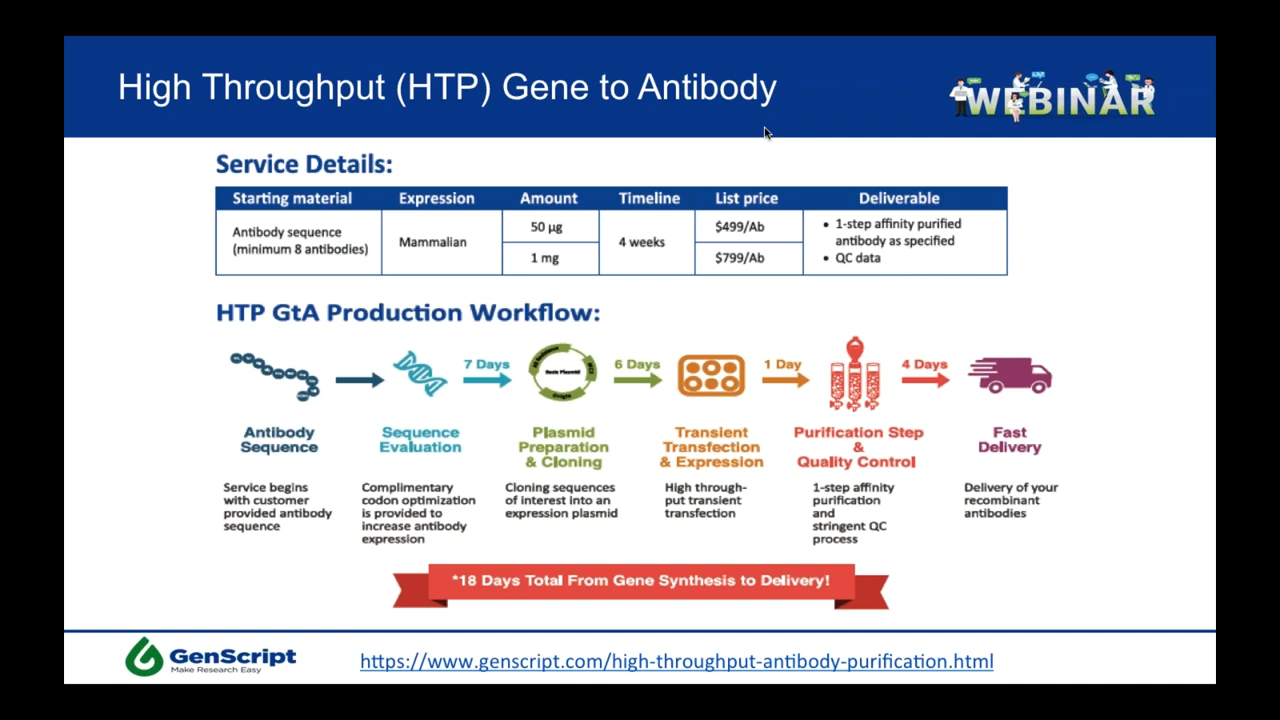 High Throughput (HTP) Gene to Antibody
WEBINAR
Service Details:
Starting material Expression Amount Timeline List price Deliverable
Antibody sequence
(minimum 8 antibodies)
Mammalian
50 µg
1 mg
4 weeks
$499/Ab
$799/Ab
• 1-step affinity purified
antibody as specified
• QC data
HTP GtA Production Workflow:
7 Days
6 Days
1 Day
4 Days
Basic Plasmid
Origin
Antibody
Sequence
Service begins
with customer
provided antibody
sequence
Sequence
Evaluation
Complimentary
codon optimization
is provided to
increase antibody
expression
Plasmid
Preparation
& Cloning
Cloning sequences
of interest into an
expression plasmid
Transient
Transfection
& Expression
High through-
put transient
transfection
Purification Step
&
Quality Control
1-step affinity
purification
and
stringent QC
process
Fast
Delivery
Delivery of your
recombinant
antibodies
*18 Days Total From Gene Synthesis to Delivery!
GenScript
Make Research Easy
https://www.genscript.com/high-throughput-antibody-purification.html